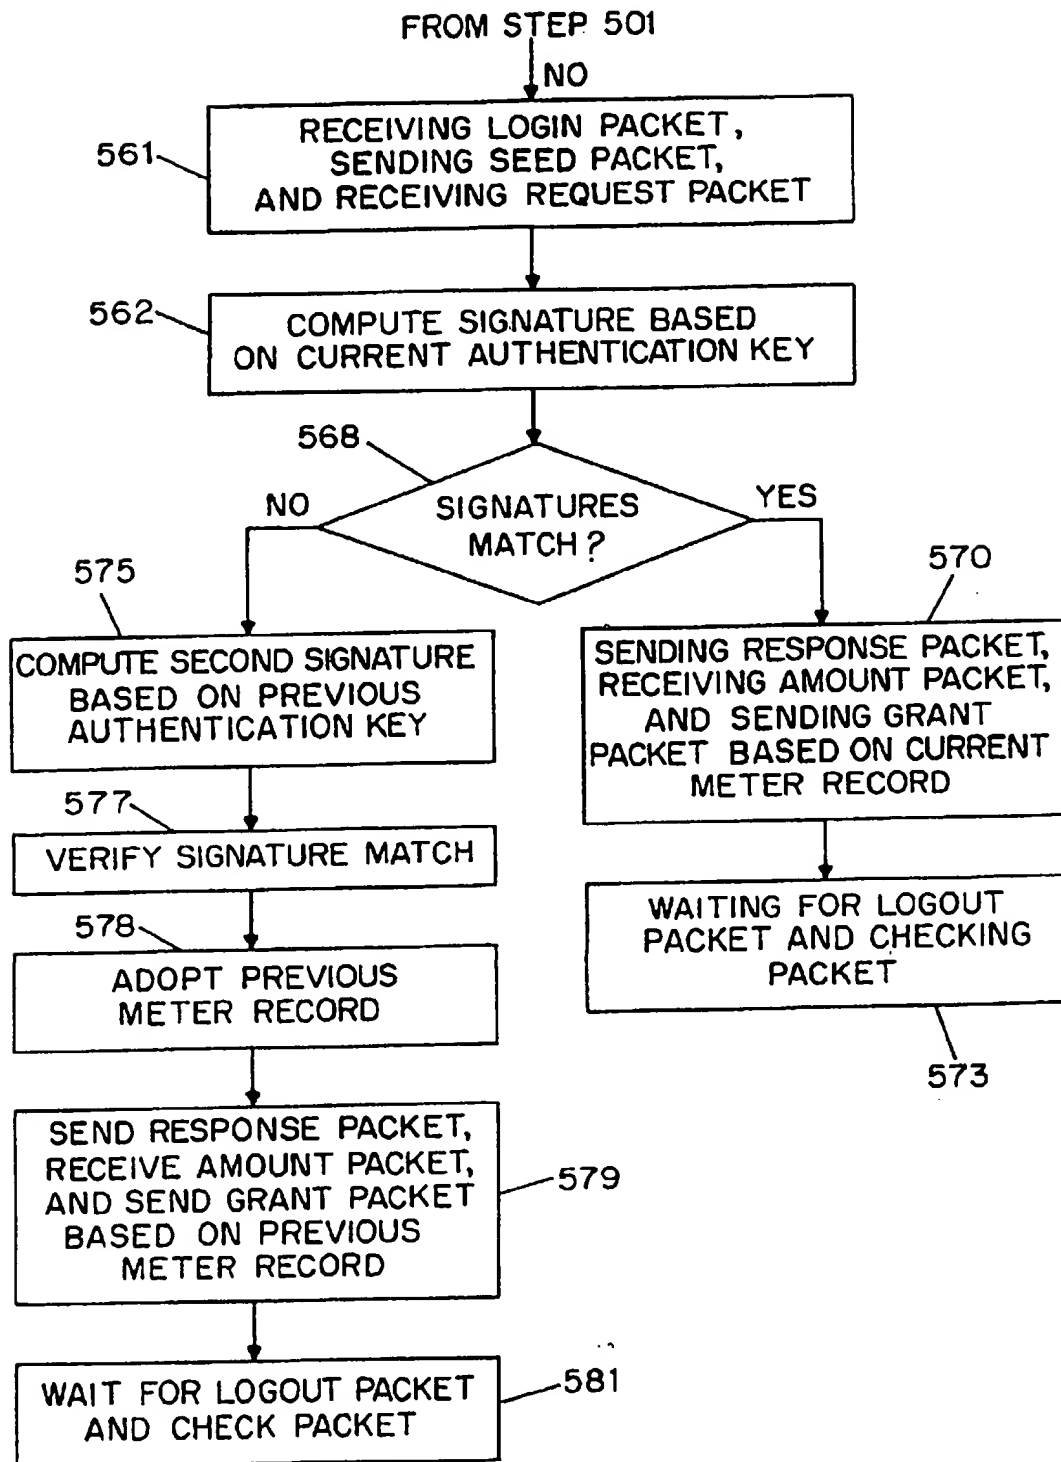 FROM STEP 501
NO
561
RECEIVING LOGIN PACKET,
SENDING SEED PACKET,
AND RECEIVING REQUEST PACKET
562
COMPUTE SIGNATURE BASED
ON CURRENT AUTHENTICATION KEY
568
NO
SIGNATURES
MATCH?
YES
575
COMPUTE SECOND SIGNATURE
BASED ON PREVIOUS
AUTHENTICATION KEY
570
SENDING RESPONSE PACKET,
RECEIVING AMOUNT PACKET,
AND SENDING GRANT
PACKET BASED ON CURRENT
METER RECORD
577
VERIFY SIGNATURE MATCH
WAITING FOR LOGOUT
PACKET AND CHECKING
PACKET
573
578
ADOPT PREVIOUS
METER RECORD
SEND RESPONSE PACKET,
RECEIVE AMOUNT PACKET,
AND SEND GRANT PACKET
BASED ON PREVIOUS
METER RECORD
579
WAIT FOR LOGOUT PACKET
AND CHECK PACKET
581